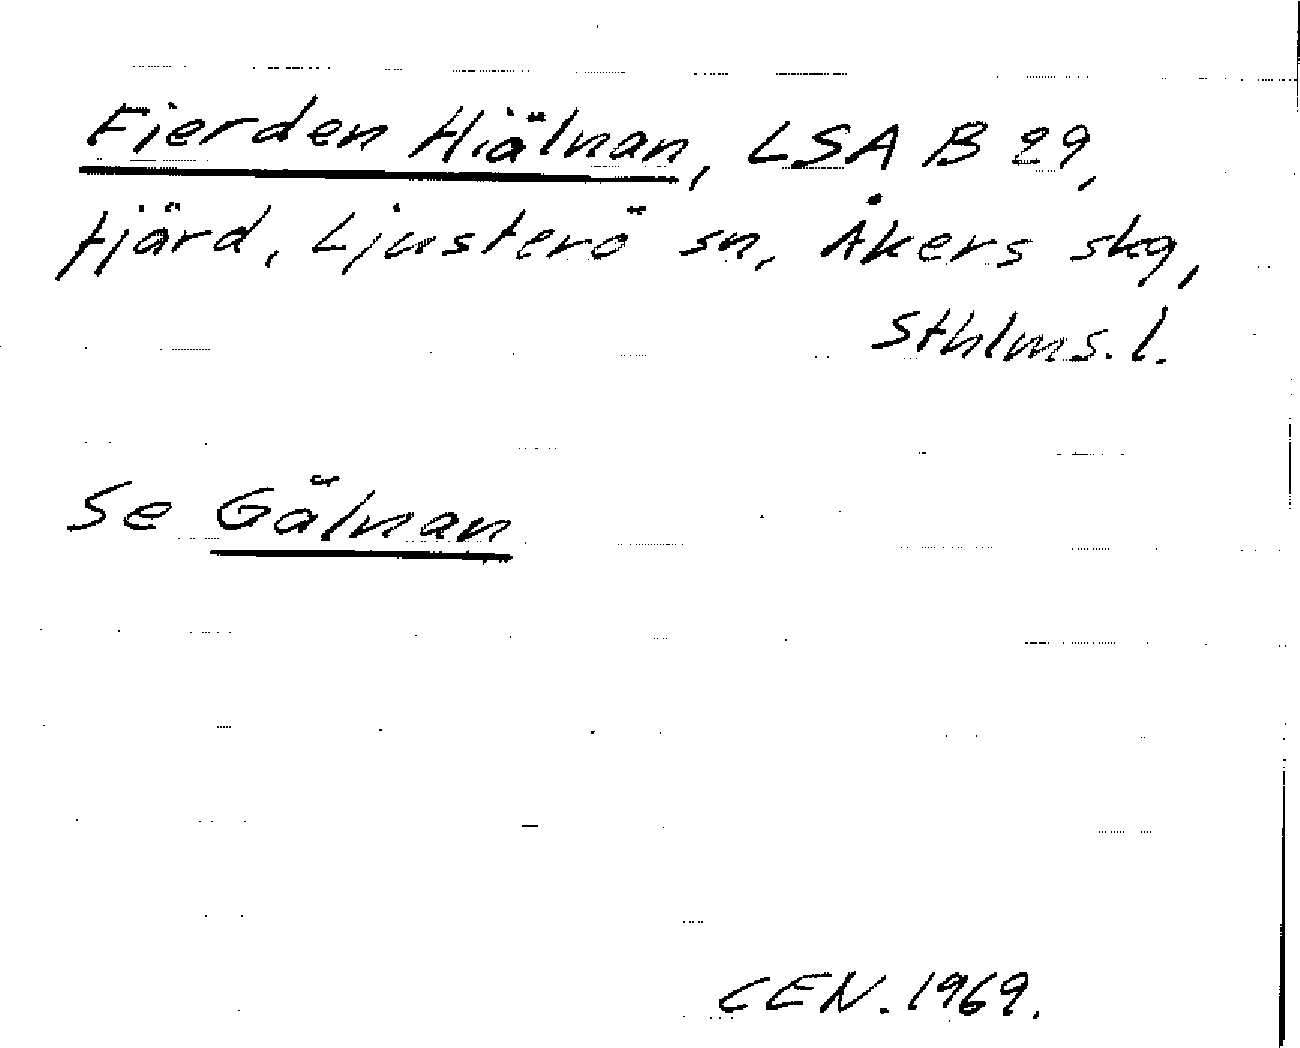 Fierden Hiälnan, LSA B 29,
fjärd, Ljusterö sn, Åkers skg,
Sthlms. l.
Se Gälnan
CEN. 1969.